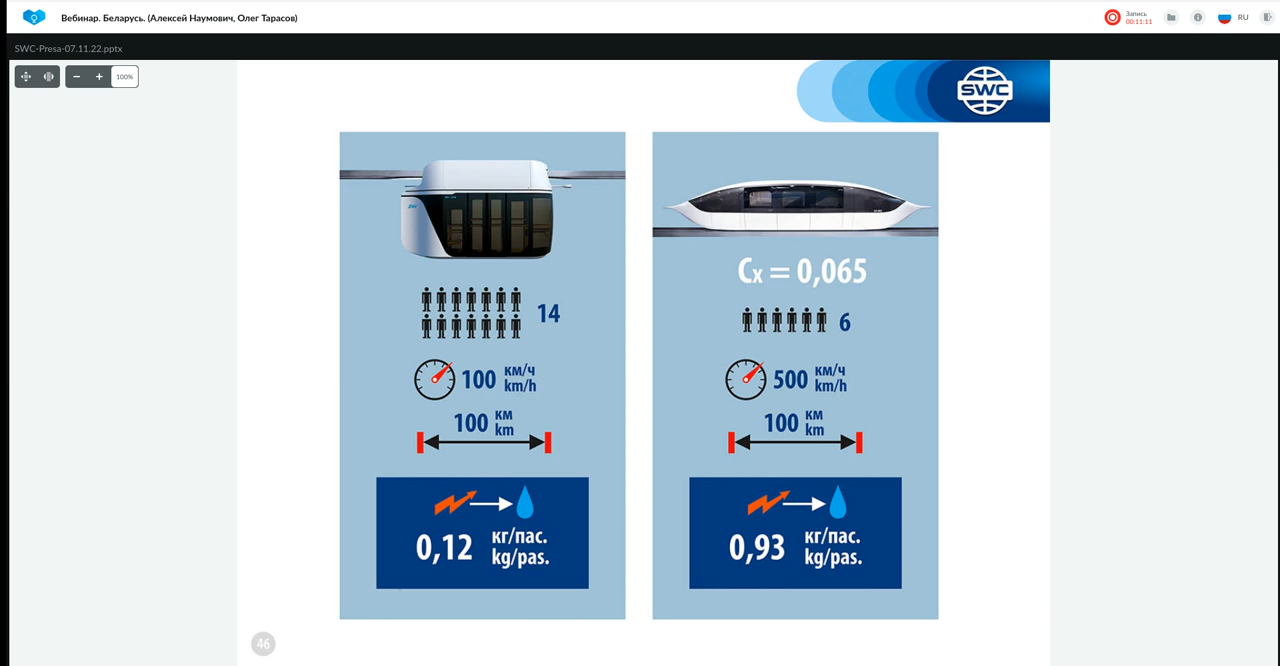 Вебинар. Беларусь. (Алексей Наумович, Олег Тарасов)
Запись
00:11:11
RU
SWC-Presa-07.11.22.pptx
100%
SWC
14
100 км/ч
km/h
100 км
km
0,12 кг/пас.
kg/pas.
Cx = 0,065
6
500 км/ч
km/h
100 км
km
0,93 кг/пас.
kg/pas.
46